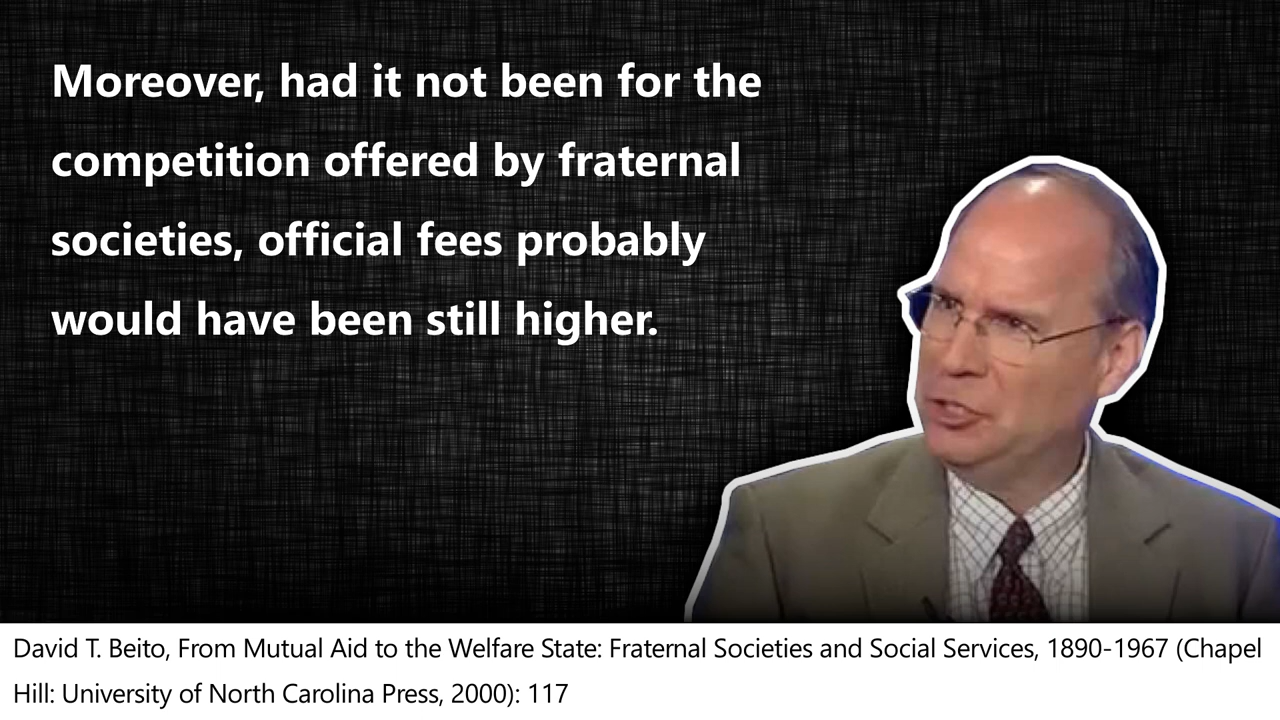 Moreover, had it not been for the
competition offered by fraternal
societies, official fees probably
would have been still higher.
David T. Beito, From Mutual Aid to the Welfare State: Fraternal Societies and Social Services, 1890-1967 (Chapel
Hill: University of North Carolina Press, 2000): 117